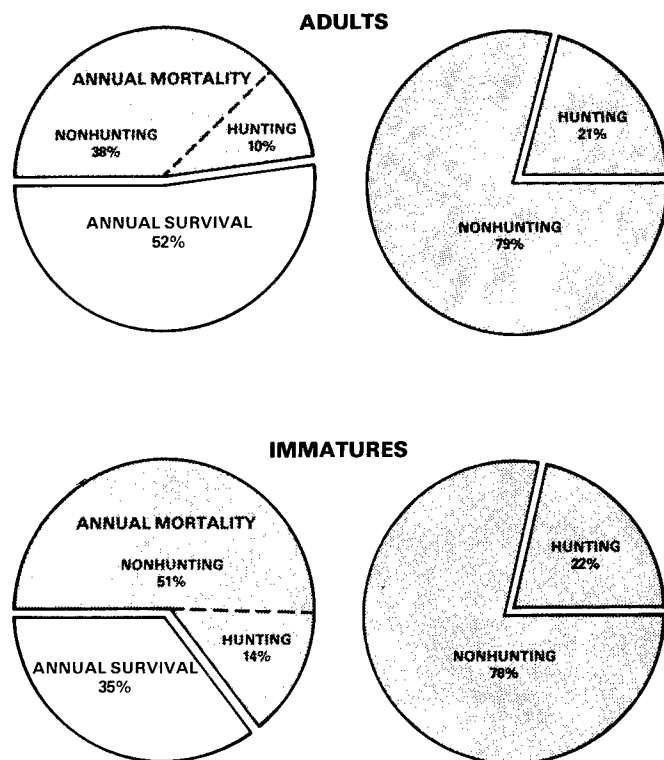 ADULTS
ANNUAL MORTALITY
NONHUNTING
38%
HUNTING
10%
ANNUAL SURVIVAL
52%
HUNTING
21%
NONHUNTING
79%
IMMATURES
ANNUAL MORTALITY
NONHUNTING
51%
HUNTING
14%
ANNUAL SURVIVAL
35%
HUNTING
22%
NONHUNTING
78%